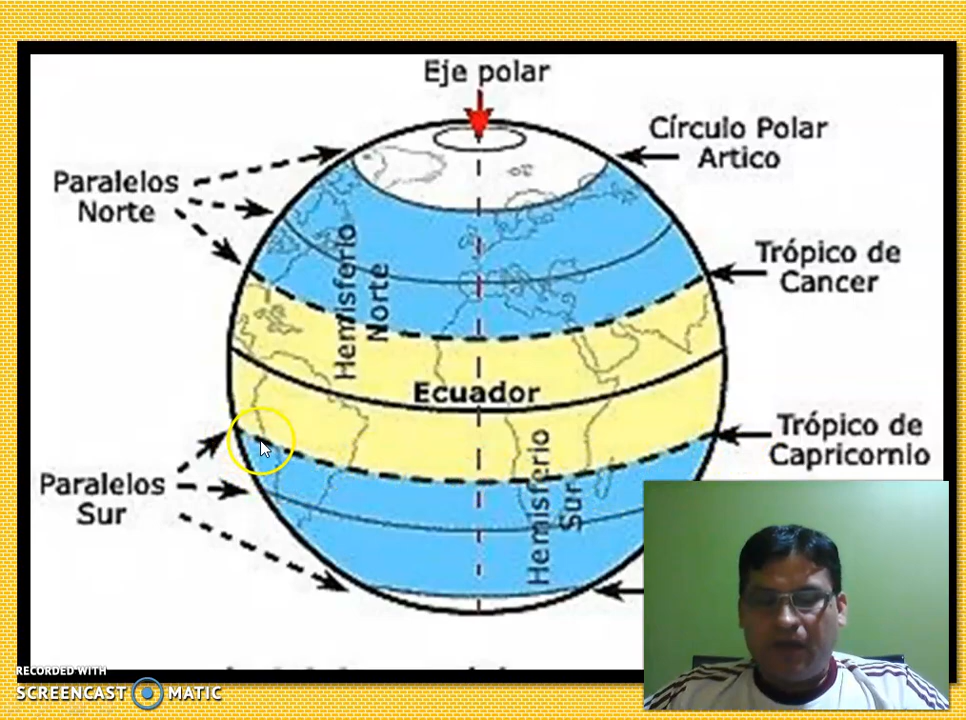 Eje polar
Círculo Polar
Artico
Paralelos
Norte
Trópico de
Cancer
Hemisferio
Norte
Ecuador
Trópico de
Capricornio
Hemisferio
Sur
Paralelos
Sur
RECORDED WITH
SCREENCAST MATIC